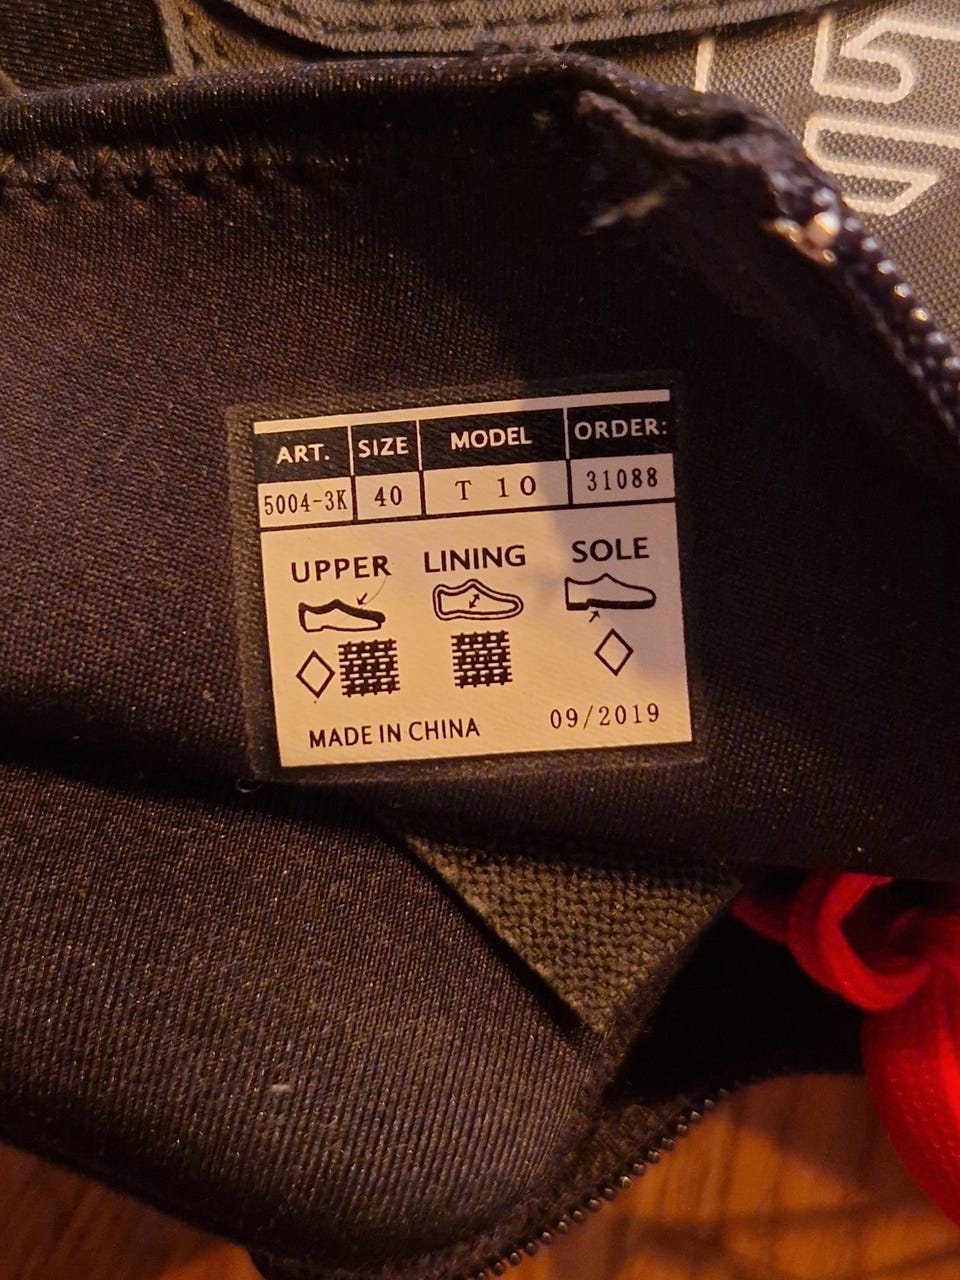 ART. SIZE MODEL ORDER:
5004-3K 40 T 10 31088
UPPER LINING SOLE
MADE IN CHINA 09/2019